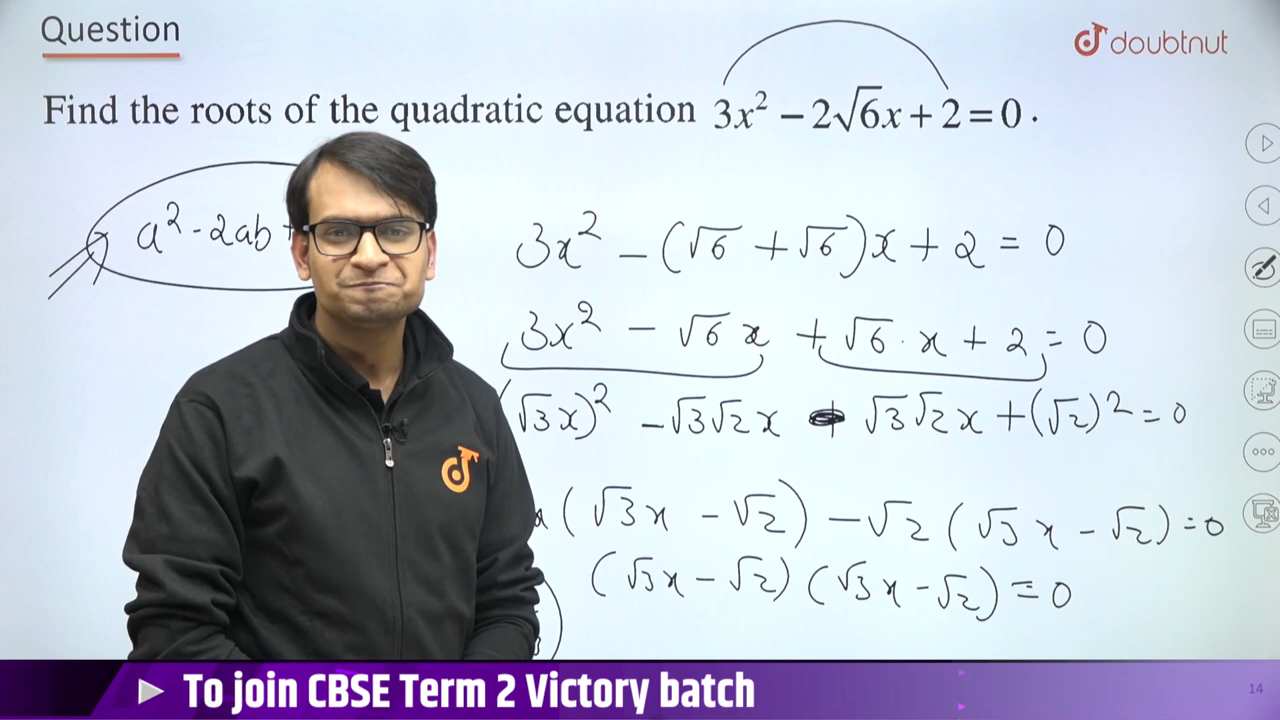 Question
doubtnut
Find the roots of the quadratic equation 3x² − 2√6x + 2 = 0.
a² - 2ab +
3x² − (√6 + √6)x + 2 = 0
3x² − √6 x + √6 · x + 2 = 0
(√3x)² − √3√2x √3√2x + (√2)² = 0
x(√3x − √2) − √2(√3x − √2) = 0
(√3x − √2)(√3x − √2) = 0
To join CBSE Term 2 Victory batch
14